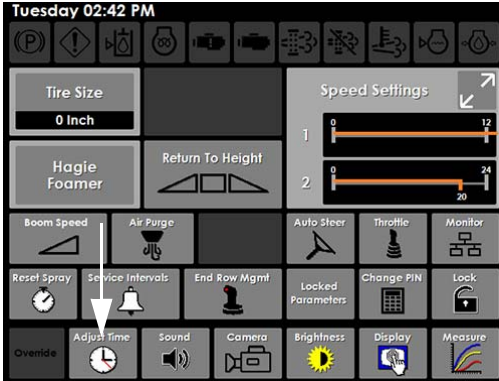 Tuesday 02:42 PM
(P)
Tire Size
0 Inch
Speed Settings
1
0
12
Hagie
Foamer
Return To Height
2
0
24
20
Boom Speed
Air Purge
Auto Steer
Throttle
Monitor
Reset Spray
Service Intervals
End Row Mgmt
Locked
Parameters
Change PIN
Lock
Override
Adjust Time
Sound
Camera
Brightness
Display
Measure